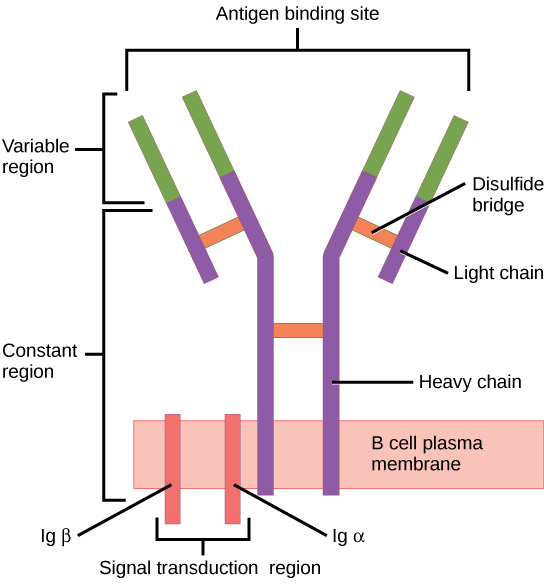 Antigen binding site
Variable
region
Disulfide
bridge
Light chain
Constant
region
Heavy chain
B cell plasma
membrane
Ig β
Ig α
Signal transduction region